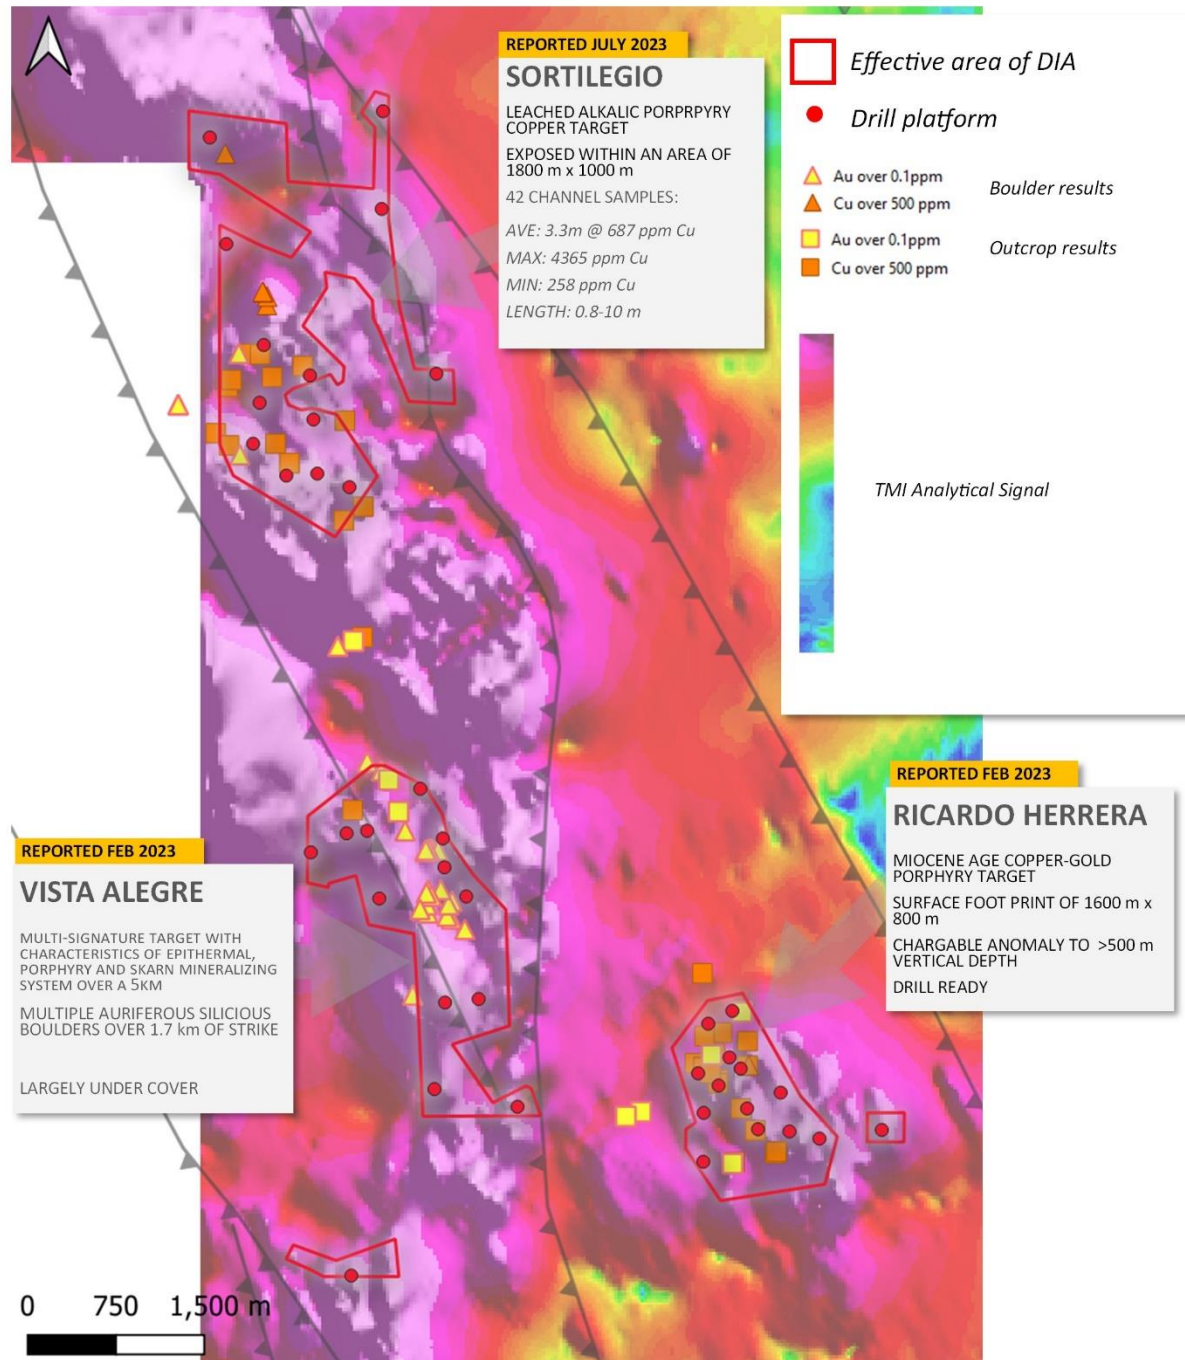 REPORTED JULY 2023
SORTILEGIO
LEACHED ALKALIC PORPRPYRY
COPPER TARGET
EXPOSED WITHIN AN AREA OF
1800 m x 1000 m
42 CHANNEL SAMPLES:
AVE: 3.3m @ 687 ppm Cu
MAX: 4365 ppm Cu
MIN: 258 ppm Cu
LENGTH: 0.8-10 m
Effective area of DIA
Drill platform
Au over 0.1ppm
Cu over 500 ppm
Boulder results
Au over 0.1ppm
Cu over 500 ppm
Outcrop results
TMI Analytical Signal
REPORTED FEB 2023
RICARDO HERRERA
MIOCENE AGE COPPER-GOLD
PORPHYRY TARGET
SURFACE FOOT PRINT OF 1600 m x
800 m
CHARGABLE ANOMALY TO >500 m
VERTICAL DEPTH
DRILL READY
REPORTED FEB 2023
VISTA ALEGRE
MULTI-SIGNATURE TARGET WITH
CHARACTERISTICS OF EPITHERMAL,
PORPHYRY AND SKARN MINERALIZING
SYSTEM OVER A 5KM
MULTIPLE AURIFEROUS SILICIOUS
BOULDERS OVER 1.7 km OF STRIKE
LARGELY UNDER COVER
0 750 1,500 m